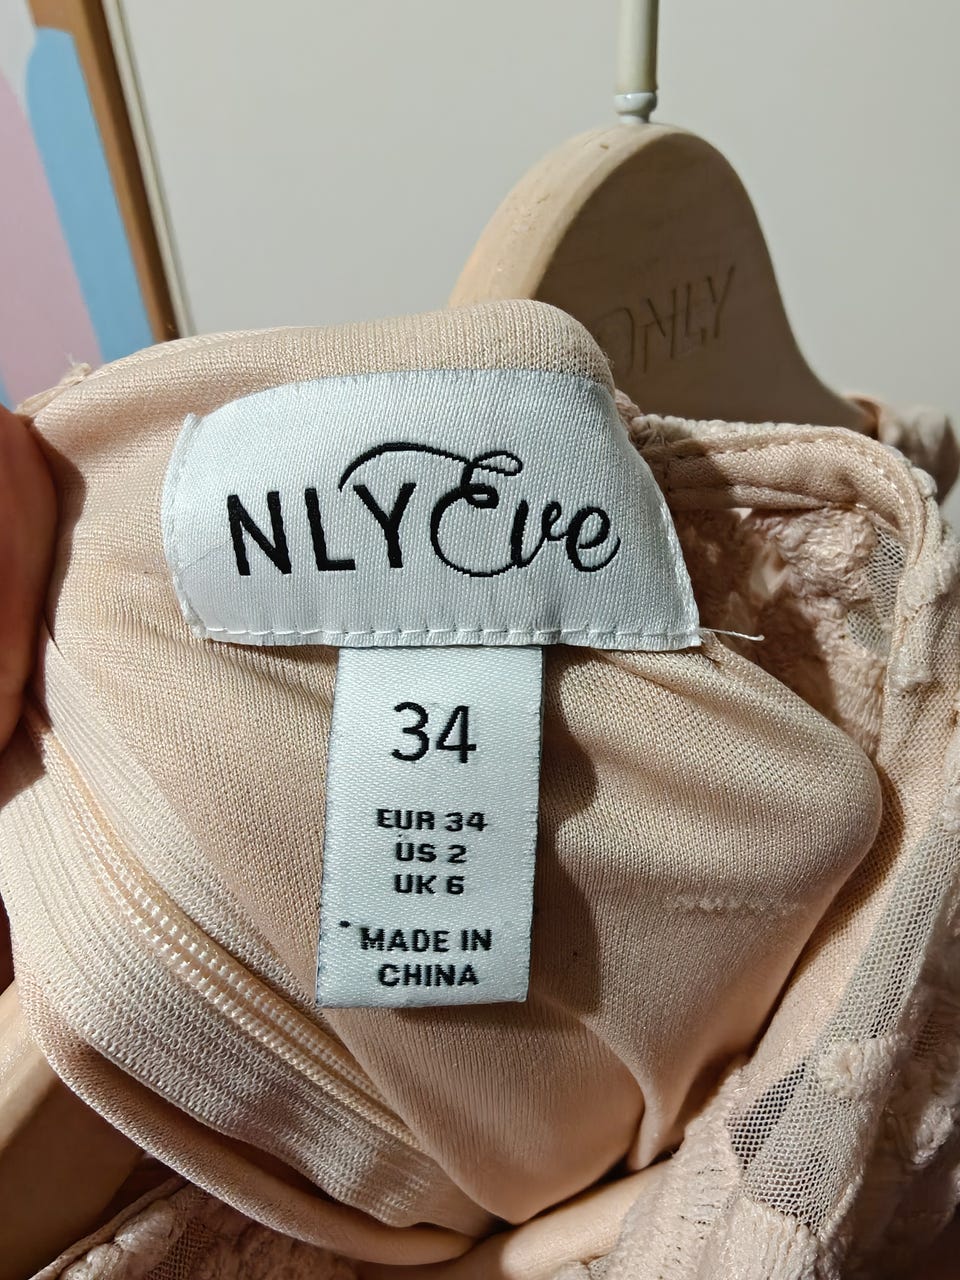 ONLY
NLYEve
34
EUR 34
US 2
UK 6
MADE IN
CHINA